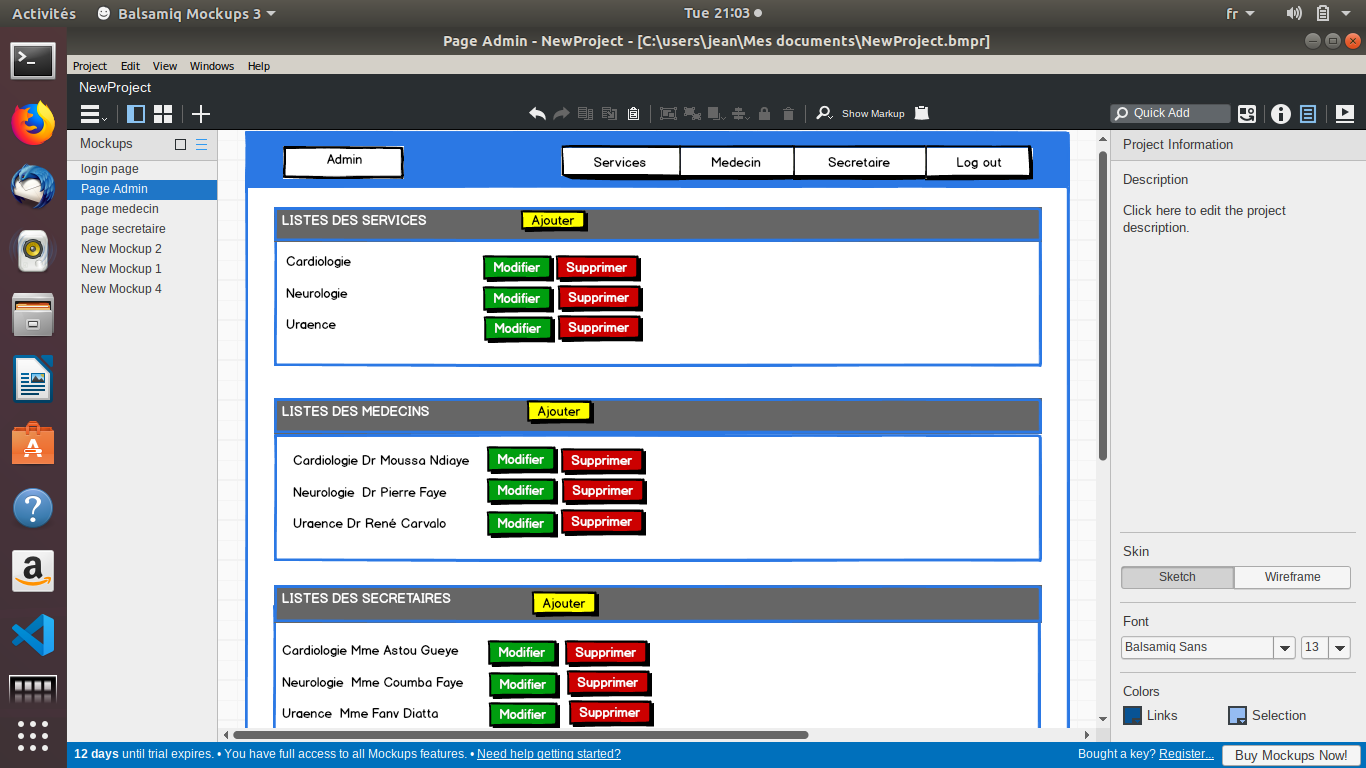 Activités Balsamiq Mockups 3 Tue 21:03 fr
Page Admin - NewProject - [C:\users\jean\Mes documents\NewProject.bmpr]
Project Edit View Windows Help
NewProject
Show Markup Quick Add
Mockups
login page
Page Admin
page medecin
page secretaire
New Mockup 2
New Mockup 1
New Mockup 4
Admin Services Medecin Secretaire Log out
LISTES DES SERVICES Ajouter
Cardiologie Modifier Supprimer
Neurologie Modifier Supprimer
Urgence Modifier Supprimer
LISTES DES MEDECINS Ajouter
Cardiologie Dr Moussa Ndiaye Modifier Supprimer
Neurologie Dr Pierre Faye Modifier Supprimer
Urgence Dr René Carvalo Modifier Supprimer
LISTES DES SECRETAIRES Ajouter
Cardiologie Mme Astou Gueye Modifier Supprimer
Neurologie Mme Coumba Faye Modifier Supprimer
Urgence Mme Fany Diatta Modifier Supprimer
Project Information
Description
Click here to edit the project
description.
Skin
Sketch Wireframe
Font
Balsamiq Sans 13
Colors
Links Selection
12 days until trial expires. • You have full access to all Mockups features. • Need help getting started? Bought a key? Register... Buy Mockups Now!